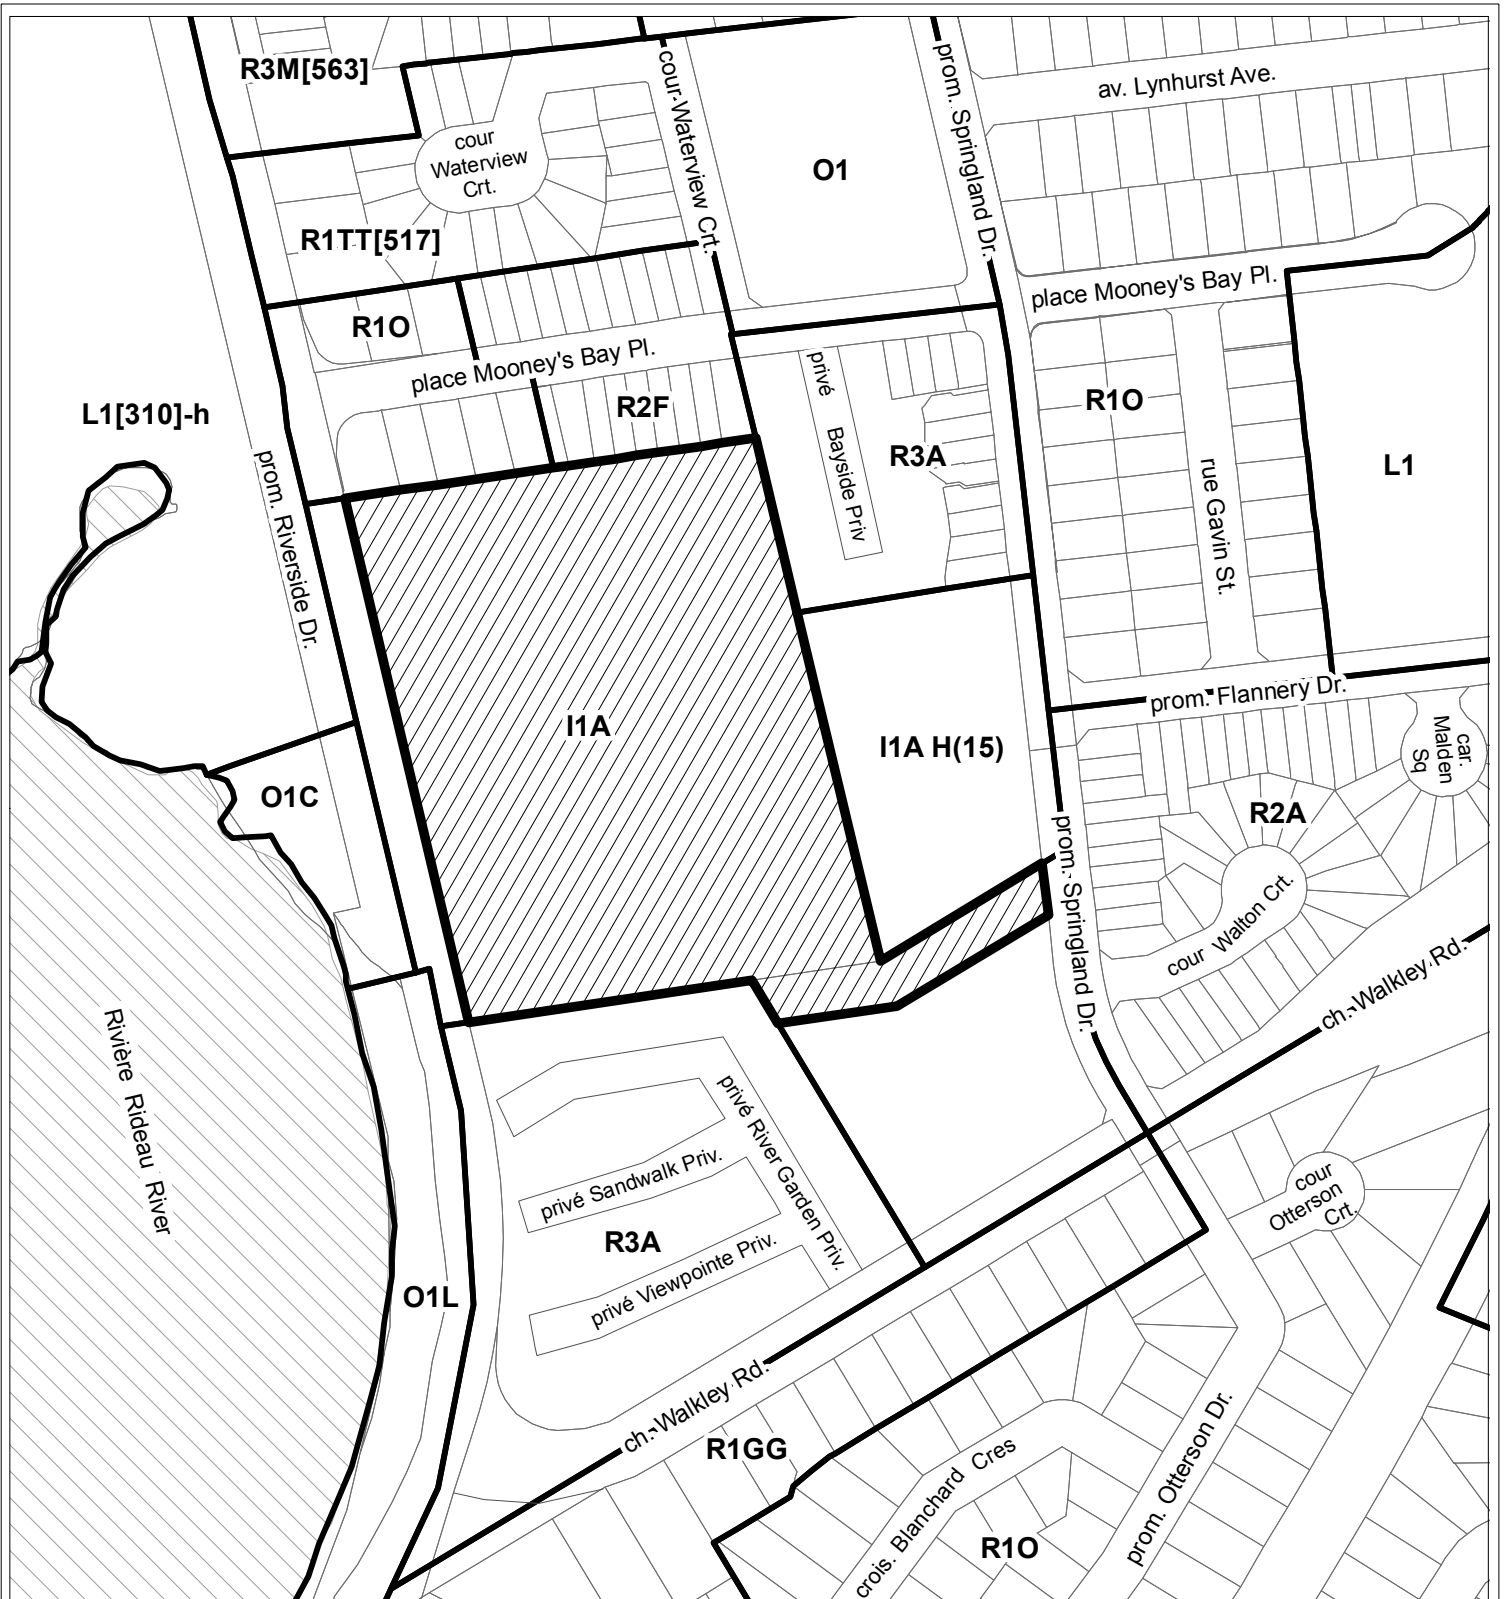 R3M[563]
cour Waterview Crt.
prom. Springland Dr.
av. Lynhurst Ave.
cour
Waterview
Crt.
O1
R1TT[517]
place Mooney's Bay Pl.
R1O
place Mooney's Bay Pl.
privé Bayside Priv
R1O
L1[310]-h
R2F
R3A
L1
prom. Riverside Dr.
rue Gavin St.
prom. Flannery Dr.
I1A
I1A H(15)
car.
Malden
Sq
O1C
R2A
prom. Springland Dr.
cour Walton Crt.
ch. Walkley Rd.
Rivière Rideau River
privé River Garden Priv.
privé Sandwalk Priv.
cour
Otterson
Crt.
R3A
privé Viewpointe Priv.
O1L
ch. Walkley Rd.
R1GG
crois. Blanchard Cres
prom. Otterson Dr.
R1O